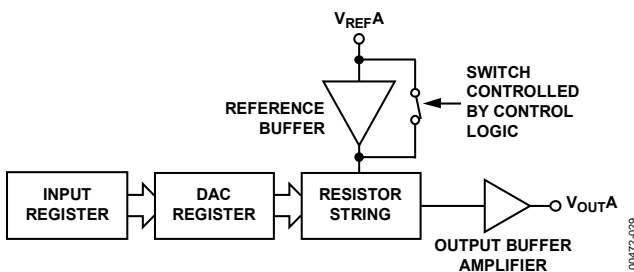 VREFA
REFERENCE
BUFFER
SWITCH
CONTROLLED
BY CONTROL
LOGIC
INPUT
REGISTER
DAC
REGISTER
RESISTOR
STRING
VOUTA
OUTPUT BUFFER
AMPLIFIER